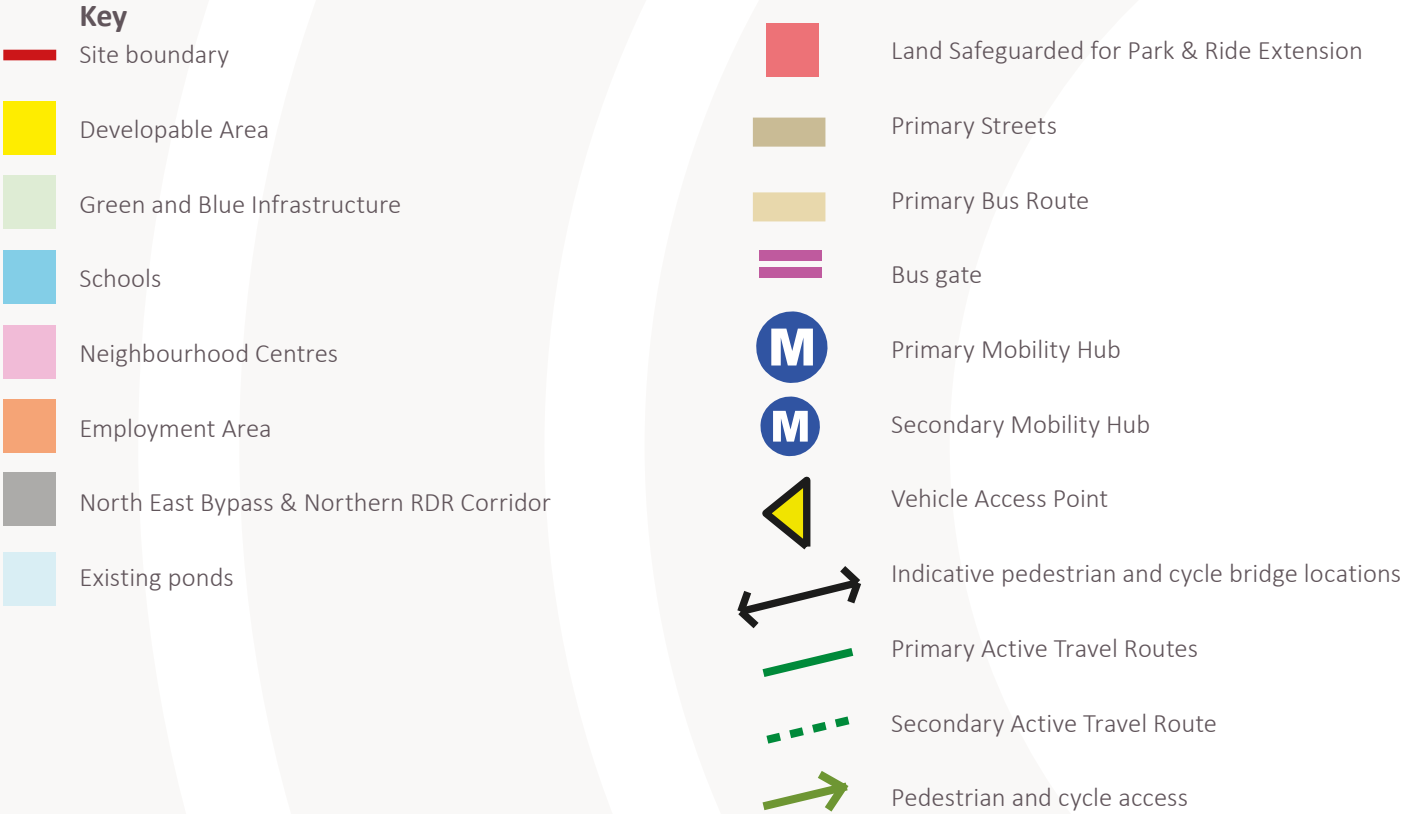 Key
Site boundary
Developable Area
Green and Blue Infrastructure
Schools
Neighbourhood Centres
Employment Area
North East Bypass & Northern RDR Corridor
Existing ponds
Land Safeguarded for Park & Ride Extension
Primary Streets
Primary Bus Route
Bus gate
M
Primary Mobility Hub
M
Secondary Mobility Hub
Vehicle Access Point
Indicative pedestrian and cycle bridge locations
Primary Active Travel Routes
Secondary Active Travel Route
Pedestrian and cycle access